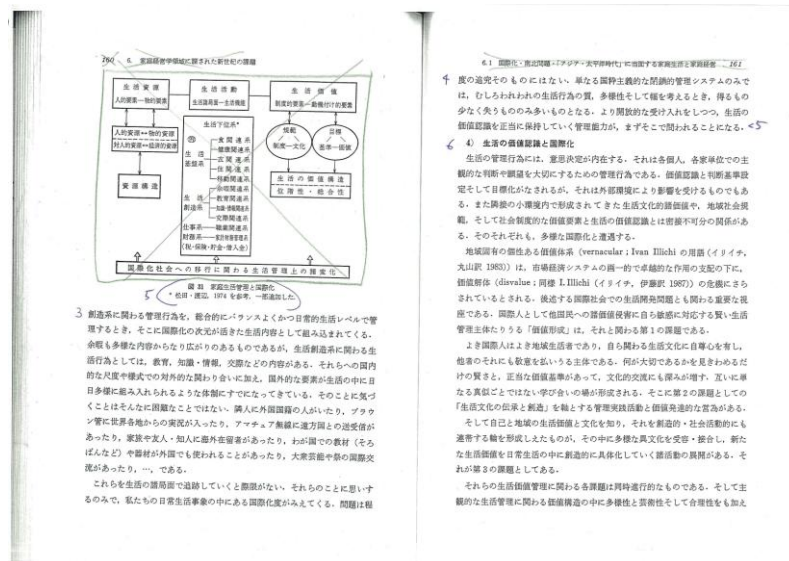 160　6. 家庭経営学領域に課された新世紀の課題
生活資源
人的要素―物的要素
生活活動
生活諸局面―生活機能
生活価値
制度的要素―動機付け的要素
人的資源↔物的資源
対人的資源↔経済的資源
資源構造
生活下位系*
生活
基盤系
食関連系
健康関連系
衣関連系
住関連系
移動関連系
生活
創造系
余暇関連系
教育関連系
知識・情報関連系
交際関連系
仕事系―職業関連系
財務系―家計財務管理系
(税・保険・貯金・借入金)
規範
制度―文化
目標
基準―価値
生活の価値構造
位階性・総合性
国際化社会への移行に関わる生活管理上の諸変化
図 31　家庭生活管理と国際化
5
* 松田・渡辺, 1974 を参考, 一部追加した.
3
創造系に関わる管理行為を，総合的にバランスよくかつ日常的生活レベルで管
理するとき，そこに国際化の次元が活きた生活内容として組み込まれてくる．
余暇も多様な内容からなり広がりのあるものであるが，生活創造系に関わる生
活行為としては，教育，知識・情報，交際などの内容がある．それらへの国内
的な尺度や様式での対外的な関わり合いに加え，国外的な要素が生活の中に日
日多様に組み入れられるような体制にすでになってきている．そのことに気づ
くことはそんなに困難なことではない．隣人に外国国籍の人がいたり，ブラウ
ン管に世界各地からの実況が入ったり，アマチュア無線に遠方国との送受信が
あったり，家族や友人・知人に海外在留者があったり，わが国での教材（そろ
ばんなど）や器材が外国でも使われることがあったり，大衆芸能や祭の国際交
流があったり，…，である．
これらを生活の諸局面で追跡していくと際限がない．それらのことに思いす
るのみで，私たちの日常生活事象の中にある国際化度がみえてくる．問題は程
6.1　国際化・南北問題・「アジア・太平洋時代」に当面する家庭生活と家庭経営　161
4
度の追究そのものにはない．単なる国粋主義的な閉鎖的管理システムのみで
は，むしろわれわれの生活行為の質，多様性そして幅を考えるとき，得るもの
少なく失うもののみ多いものとなる．より開放的な受け入れをしつつ，生活の
価値認識を正当に保持していく管理能力が，まずそこで問われることになる．
<5
6
4) 生活の価値認識と国際化
生活の管理行為には，意思決定が内在する．それは各個人，各家単位での主
観的な判断や願望を大切にするための管理行為である．価値認識と判断基準設
定そして目標化がなされるが，それは外部環境により影響を受けるものでもあ
る．また隣接の小環境内で形成されてきた生活文化的諸価値や，地域社会規
範，そして社会制度的な価値要素と生活の価値認識とは密接不可分の関係があ
る．そのそれぞれも，多様な国際化と遭遇する．
地域固有の個性ある価値体系（vernacular；Ivan Illichi の用語（イリイチ，
丸山訳 1983））は，市場経済システムの画一的で卓越的な作用の支配の下に，
価値解体（disvalue；同様 I.Illichi（イリイチ，伊藤訳 1987））の危機にさら
されているとされる．後述する国際社会での生活開発問題とも関わる重要な視
座である．国際人として他国民への諸価値侵害に自ら敏感に対応する賢い生活
管理主体たりうる「価値形成」は，それと関わる第1の課題である．
よき国際人はよき地域生活者であり，自ら関わる生活文化に自尊心を有し，
他者のそれにも敬意を払いうる主体である．何が大切であるかを見きわめるだ
けの賢さと，正当な価値基準があって，文化的交流にも深みが増す．互いに単
なる真似ごとではない学び合いの場が形成される．そこに第2の課題としての
「生活文化の伝承と創造」を軸とする管理実践活動と価値発達的な営為がある．
そして自己と地域の生活価値と文化を知り，それを創造的・社会活動的にも
連帯する輪を形成しえたものが，その中に多様な異文化を受容・接合し，新た
な生活価値を日常生活の中に創造的に具体化していく諸活動の展開がある．そ
れが第3の課題としてある．
それらの生活価値管理に関わる各課題は同時進行的なものである．そして主
観的な生活管理に関わる価値構造の中に多様性と芸術性そして合理性をも加え